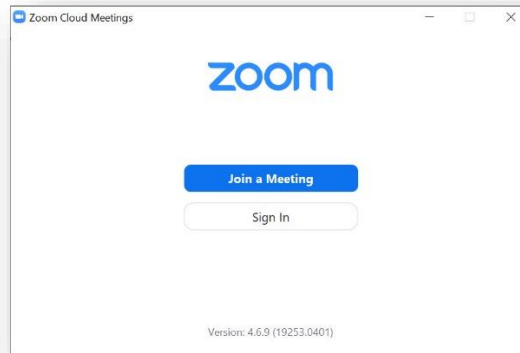 Zoom Cloud Meetings
zoom
Join a Meeting
Sign In
Version: 4.6.9 (19253.0401)